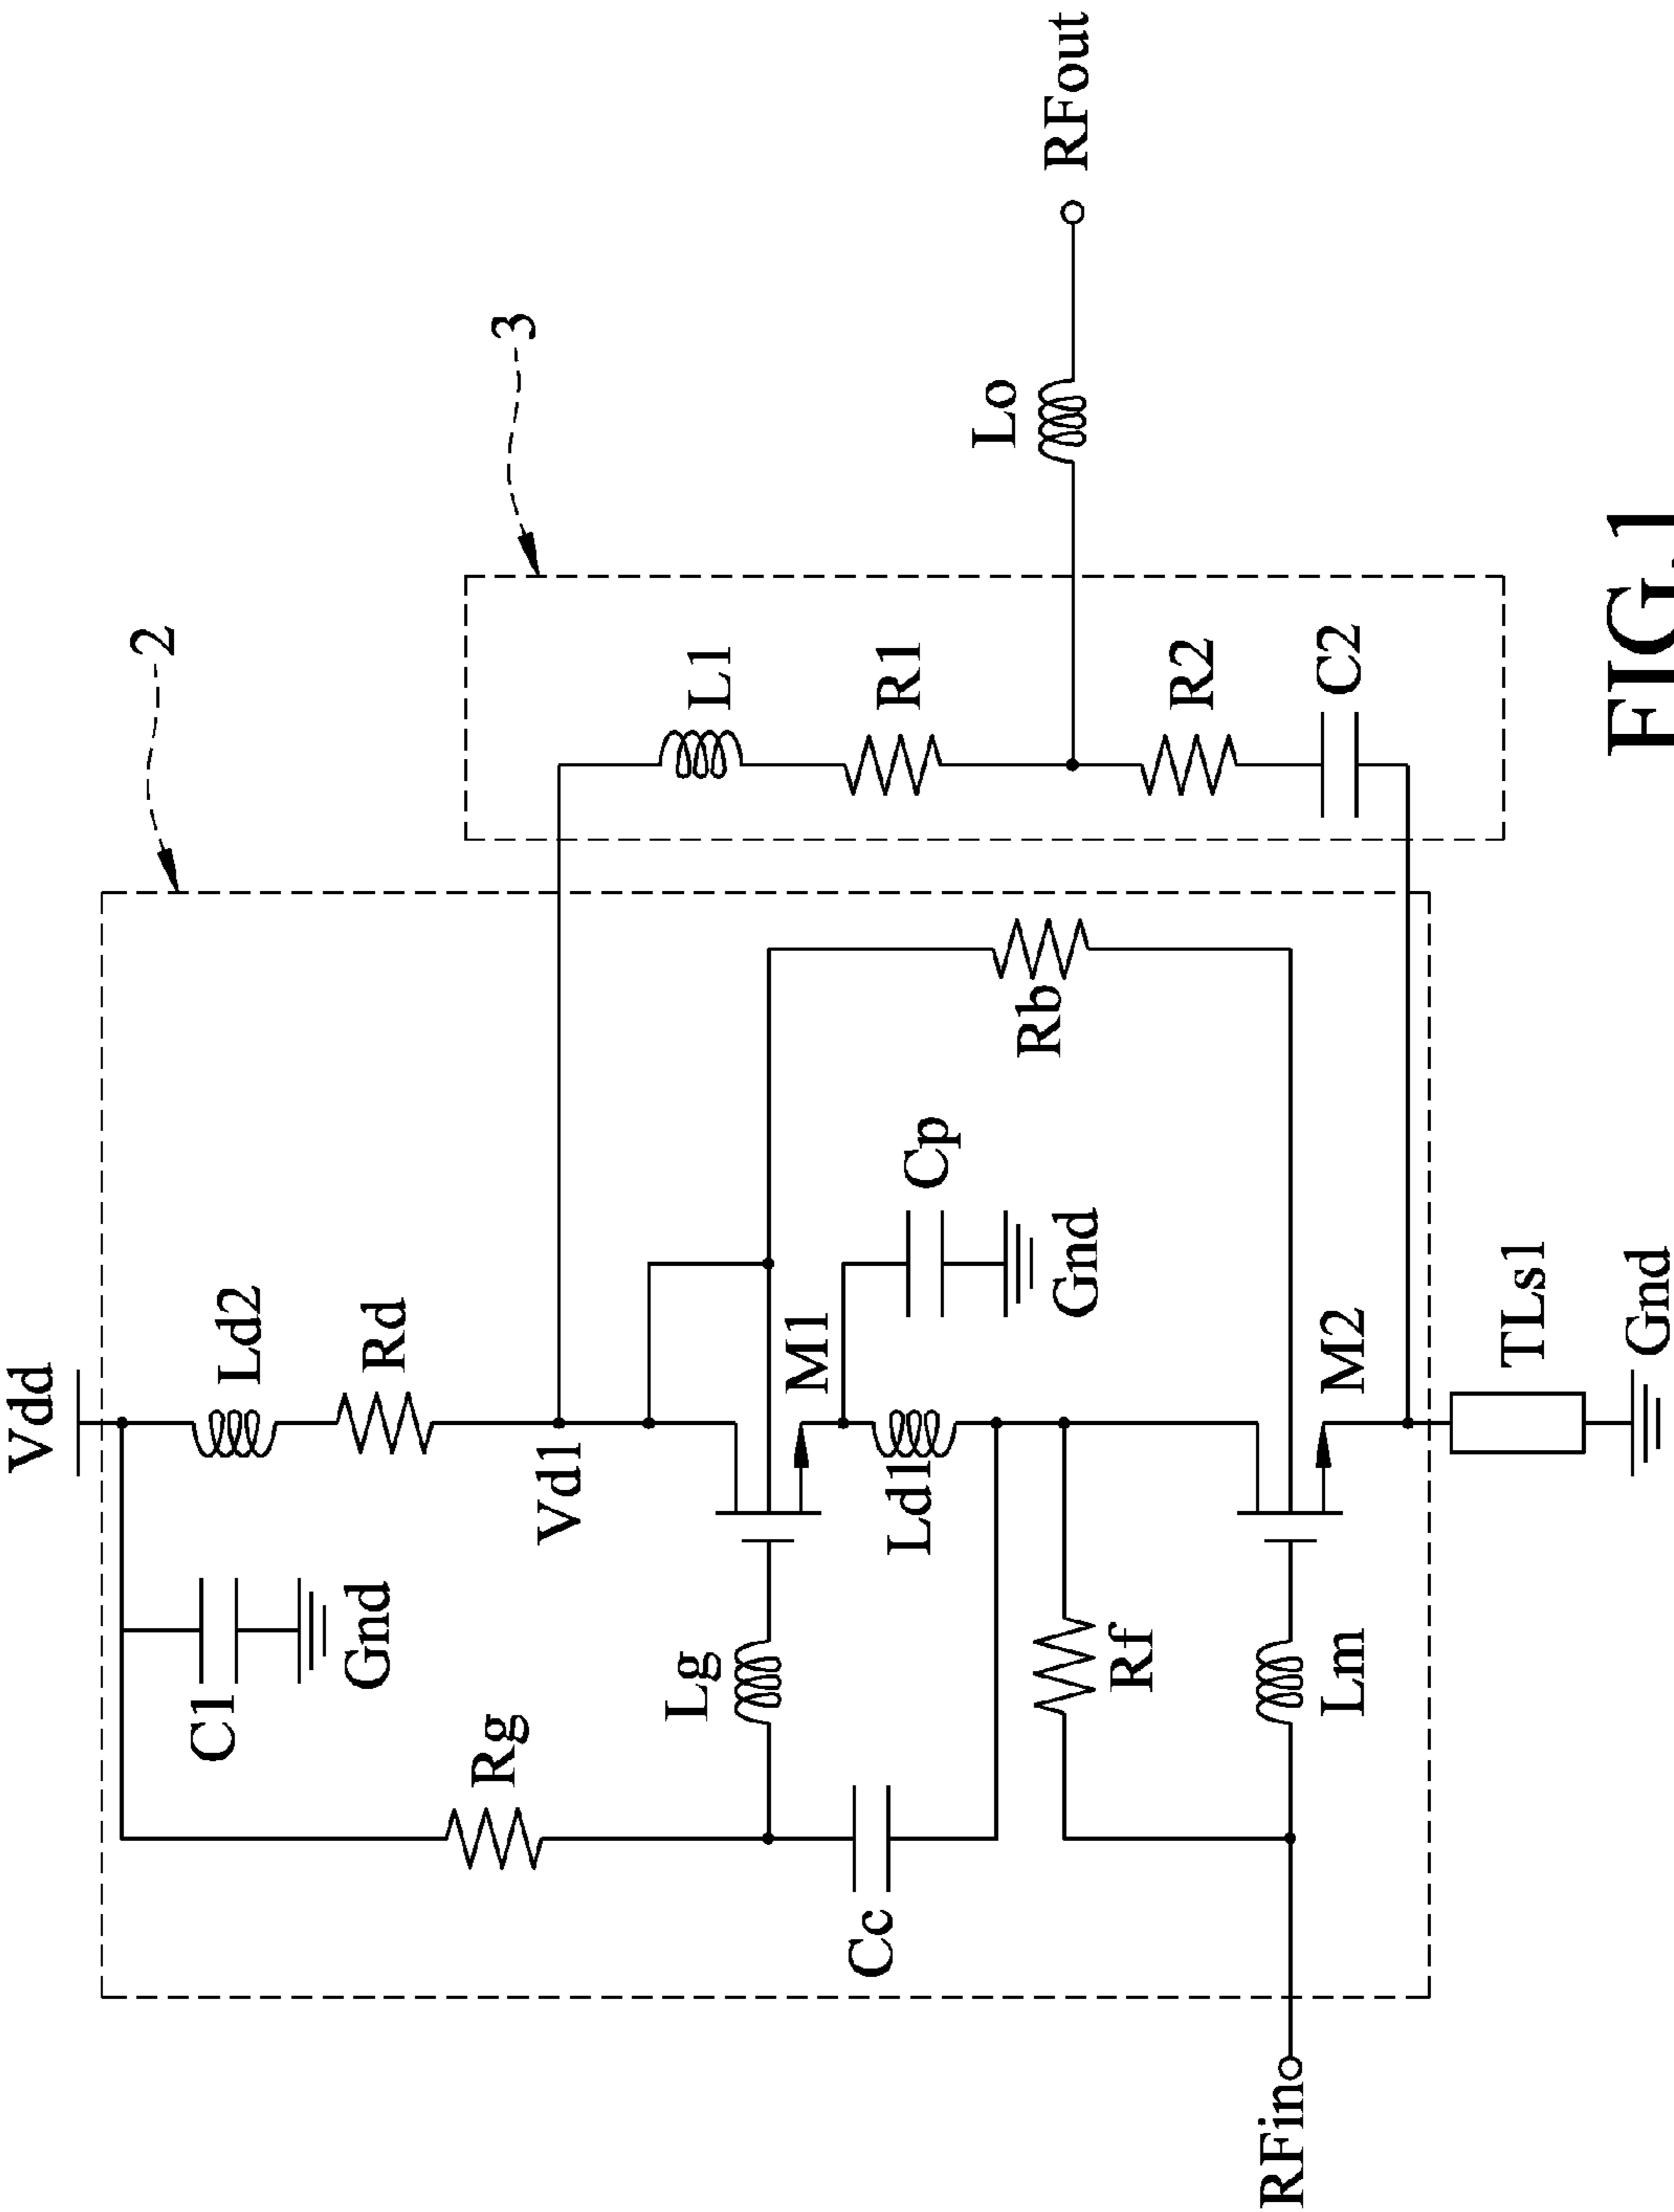 Vdd
2
Ld2
C1
Gnd
Rd
Rg
3
Vd1
Lg
L1
M1
R1
Cc
Ld1
Cp
Lo
Rb
Gnd
RFout
Rf
R2
RFin
Lm
M2
C2
TLs1
Gnd
FIG.1